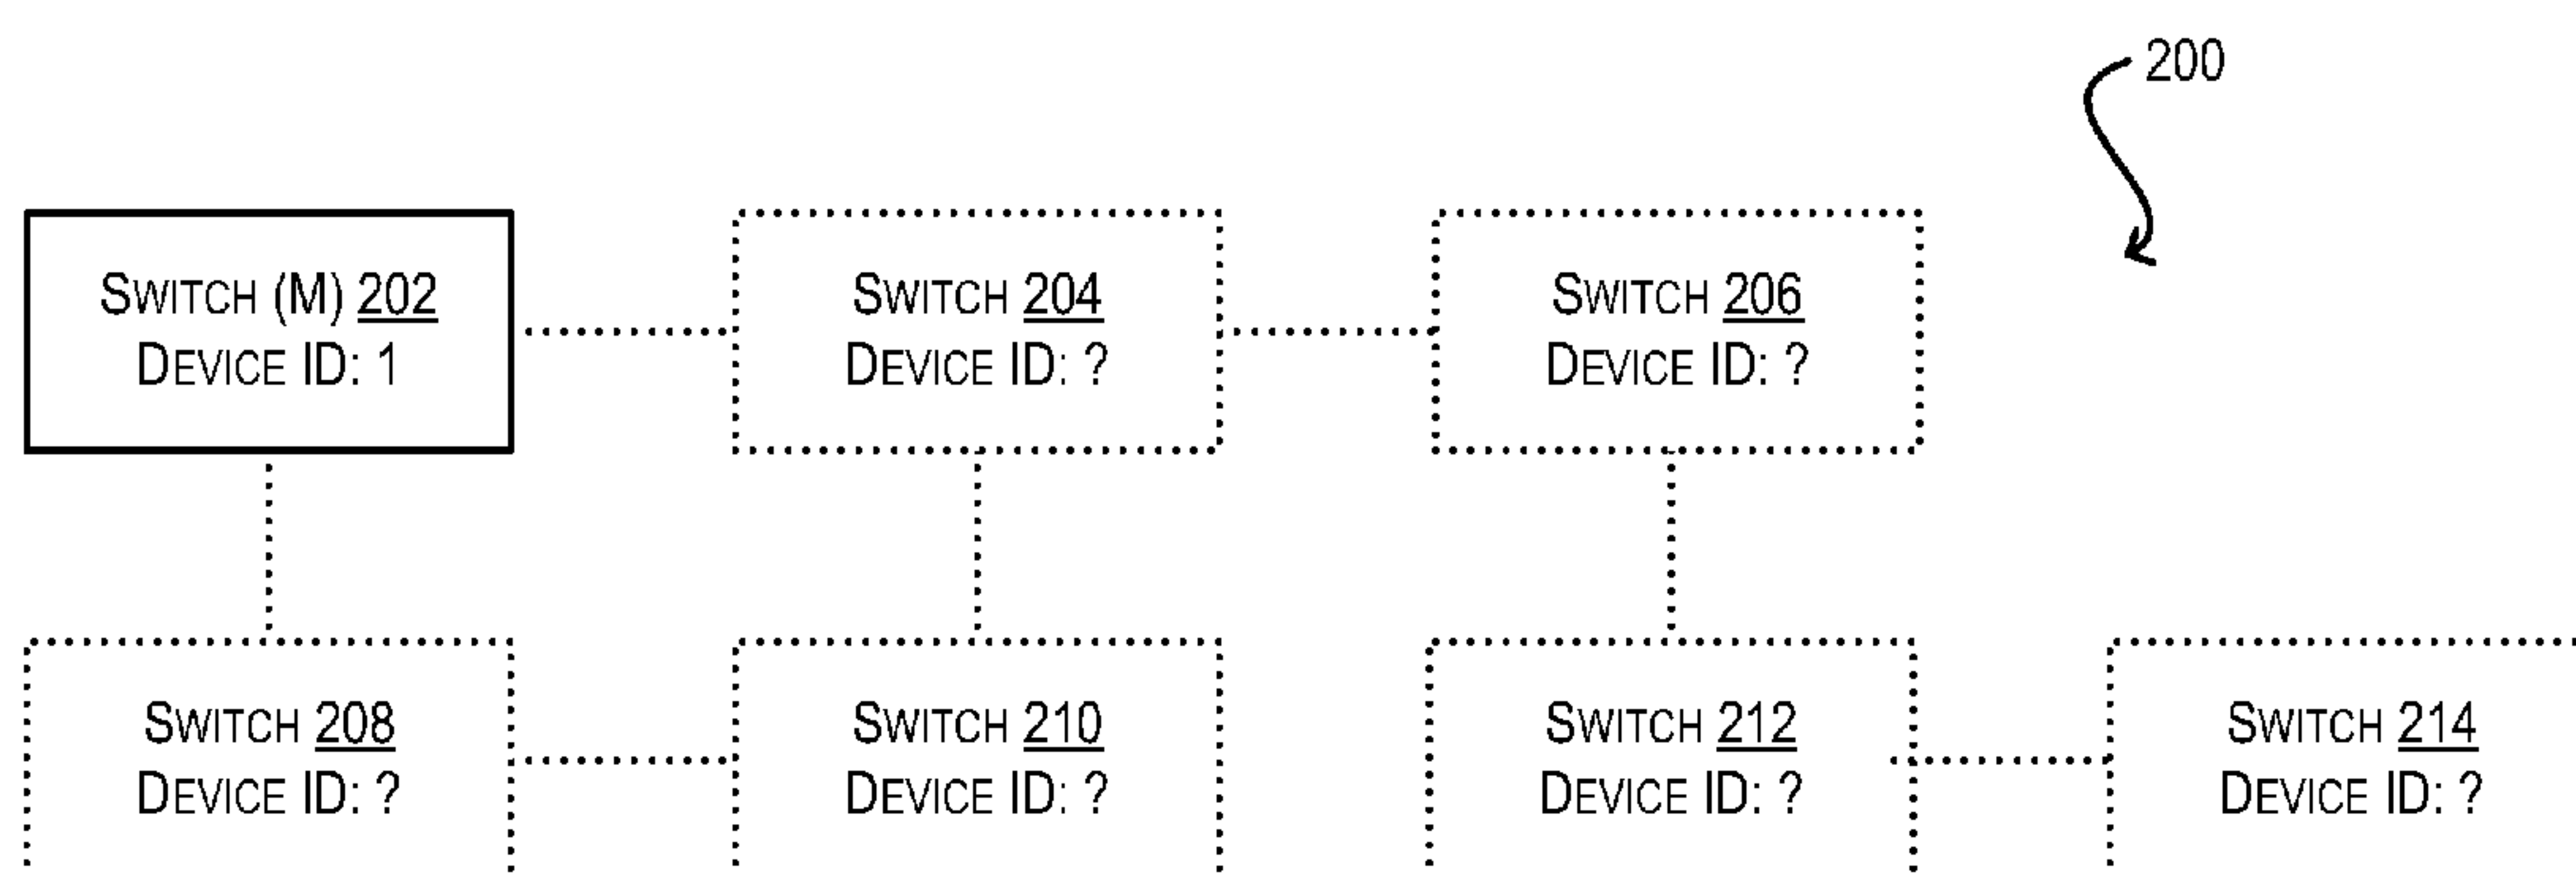 200
SWITCH (M) 202
DEVICE ID: 1
SWITCH 204
DEVICE ID: ?
SWITCH 206
DEVICE ID: ?
SWITCH 208
DEVICE ID: ?
SWITCH 210
DEVICE ID: ?
SWITCH 212
DEVICE ID: ?
SWITCH 214
DEVICE ID: ?